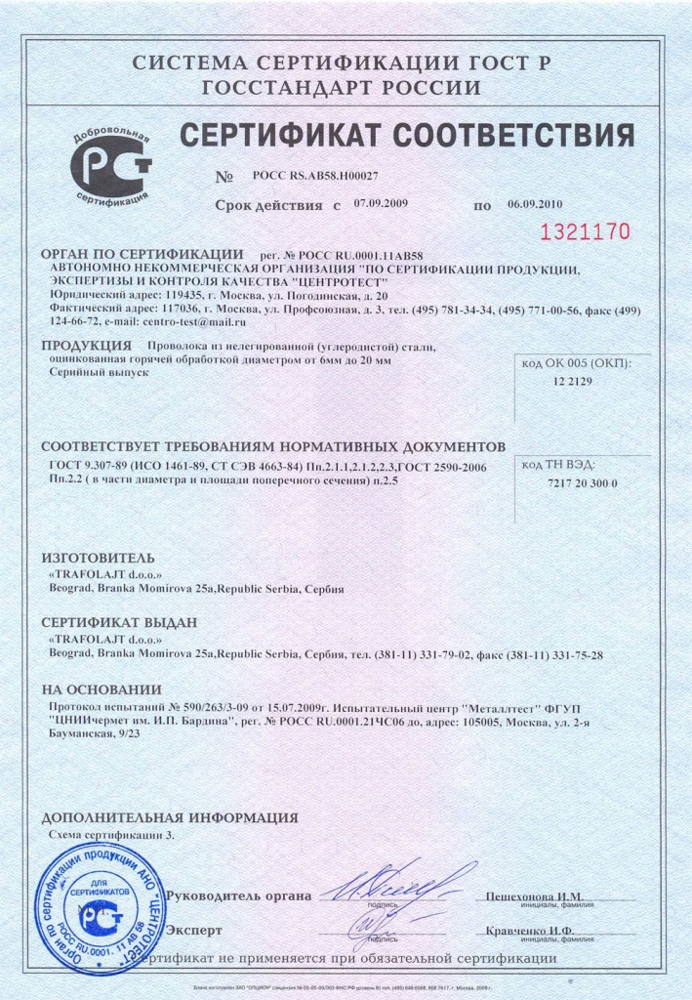 СИСТЕМА СЕРТИФИКАЦИИ ГОСТ Р
ГОССТАНДАРТ РОССИИ
Добровольная
РСТ
сертификация
СЕРТИФИКАТ СООТВЕТСТВИЯ
№ РОСС RS.АВ58.Н00027
Срок действия с 07.09.2009 по 06.09.2010
1321170
ОРГАН ПО СЕРТИФИКАЦИИ рег. № РОСС RU.0001.11АВ58
АВТОНОМНО НЕКОММЕРЧЕСКАЯ ОРГАНИЗАЦИЯ "ПО СЕРТИФИКАЦИИ ПРОДУКЦИИ,
ЭКСПЕРТИЗЫ И КОНТРОЛЯ КАЧЕСТВА "ЦЕНТРОТЕСТ"
Юридический адрес: 119435, г. Москва, ул. Погодинская, д. 20
Фактический адрес: 117036, г. Москва, ул. Профсоюзная, д. 3, тел. (495) 781-34-34, (495) 771-00-56, факс (499)
124-66-72, e-mail: centro-test@mail.ru
ПРОДУКЦИЯ Проволока из нелегированной (углеродистой) стали,
оцинкованная горячей обработкой диаметром от 6мм до 20 мм
Серийный выпуск
код ОК 005 (ОКП):
12 2129
СООТВЕТСТВУЕТ ТРЕБОВАНИЯМ НОРМАТИВНЫХ ДОКУМЕНТОВ
ГОСТ 9.307-89 (ИСО 1461-89, СТ СЭВ 4663-84) Пп.2.1.1,2.1.2,2.3,ГОСТ 2590-2006
Пп.2.2 ( в части диаметра и площади поперечного сечения) п.2.5
код ТН ВЭД:
7217 20 300 0
ИЗГОТОВИТЕЛЬ
«TRAFOLAJT d.o.o.»
Beograd, Branka Momirova 25a,Republic Serbia, Сербия
СЕРТИФИКАТ ВЫДАН
«TRAFOLAJT d.o.o.»
Beograd, Branka Momirova 25a,Republic Serbia, Сербия, тел. (381-11) 331-79-02, факс (381-11) 331-75-28
НА ОСНОВАНИИ
Протокол испытаний № 590/263/3-09 от 15.07.2009г. Испытательный центр "Металлтест" ФГУП
"ЦНИИчермет им. И.П. Бардина", рег. № РОСС RU.0001.21ЧС06 до, адрес: 105005, Москва, ул. 2-я
Бауманская, 9/23
ДОПОЛНИТЕЛЬНАЯ ИНФОРМАЦИЯ
Схема сертификации 3.
Орган по сертификации продукции АНО "ЦЕНТРОТЕСТ"
ДЛЯ
СЕРТИФИКАТОВ
РОСС RU.0001.11АВ58
Руководитель органа
подпись
Пешехонова И.М.
инициалы, фамилия
Эксперт
подпись
Кравченко И.Ф.
инициалы, фамилия
Сертификат не применяется при обязательной сертификации